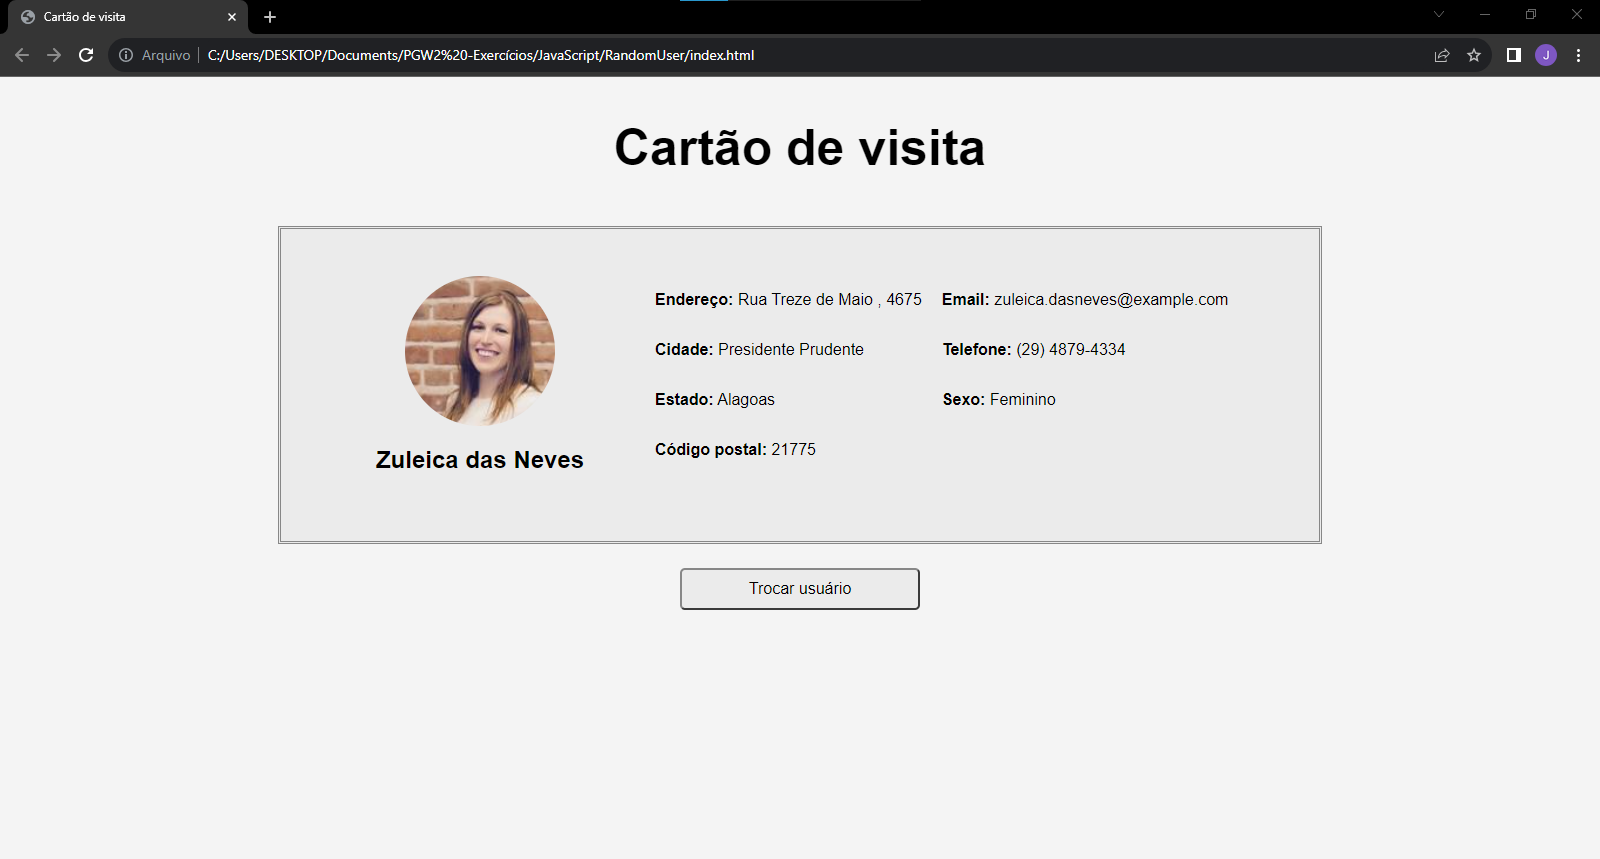 Cartão de visita
Arquivo
C:/Users/DESKTOP/Documents/PGW2%20-Exercícios/JavaScript/RandomUser/index.html
J
Cartão de visita
Zuleica das Neves
Endereço: Rua Treze de Maio , 4675
Cidade: Presidente Prudente
Estado: Alagoas
Código postal: 21775
Email: zuleica.dasneves@example.com
Telefone: (29) 4879-4334
Sexo: Feminino
Trocar usuário